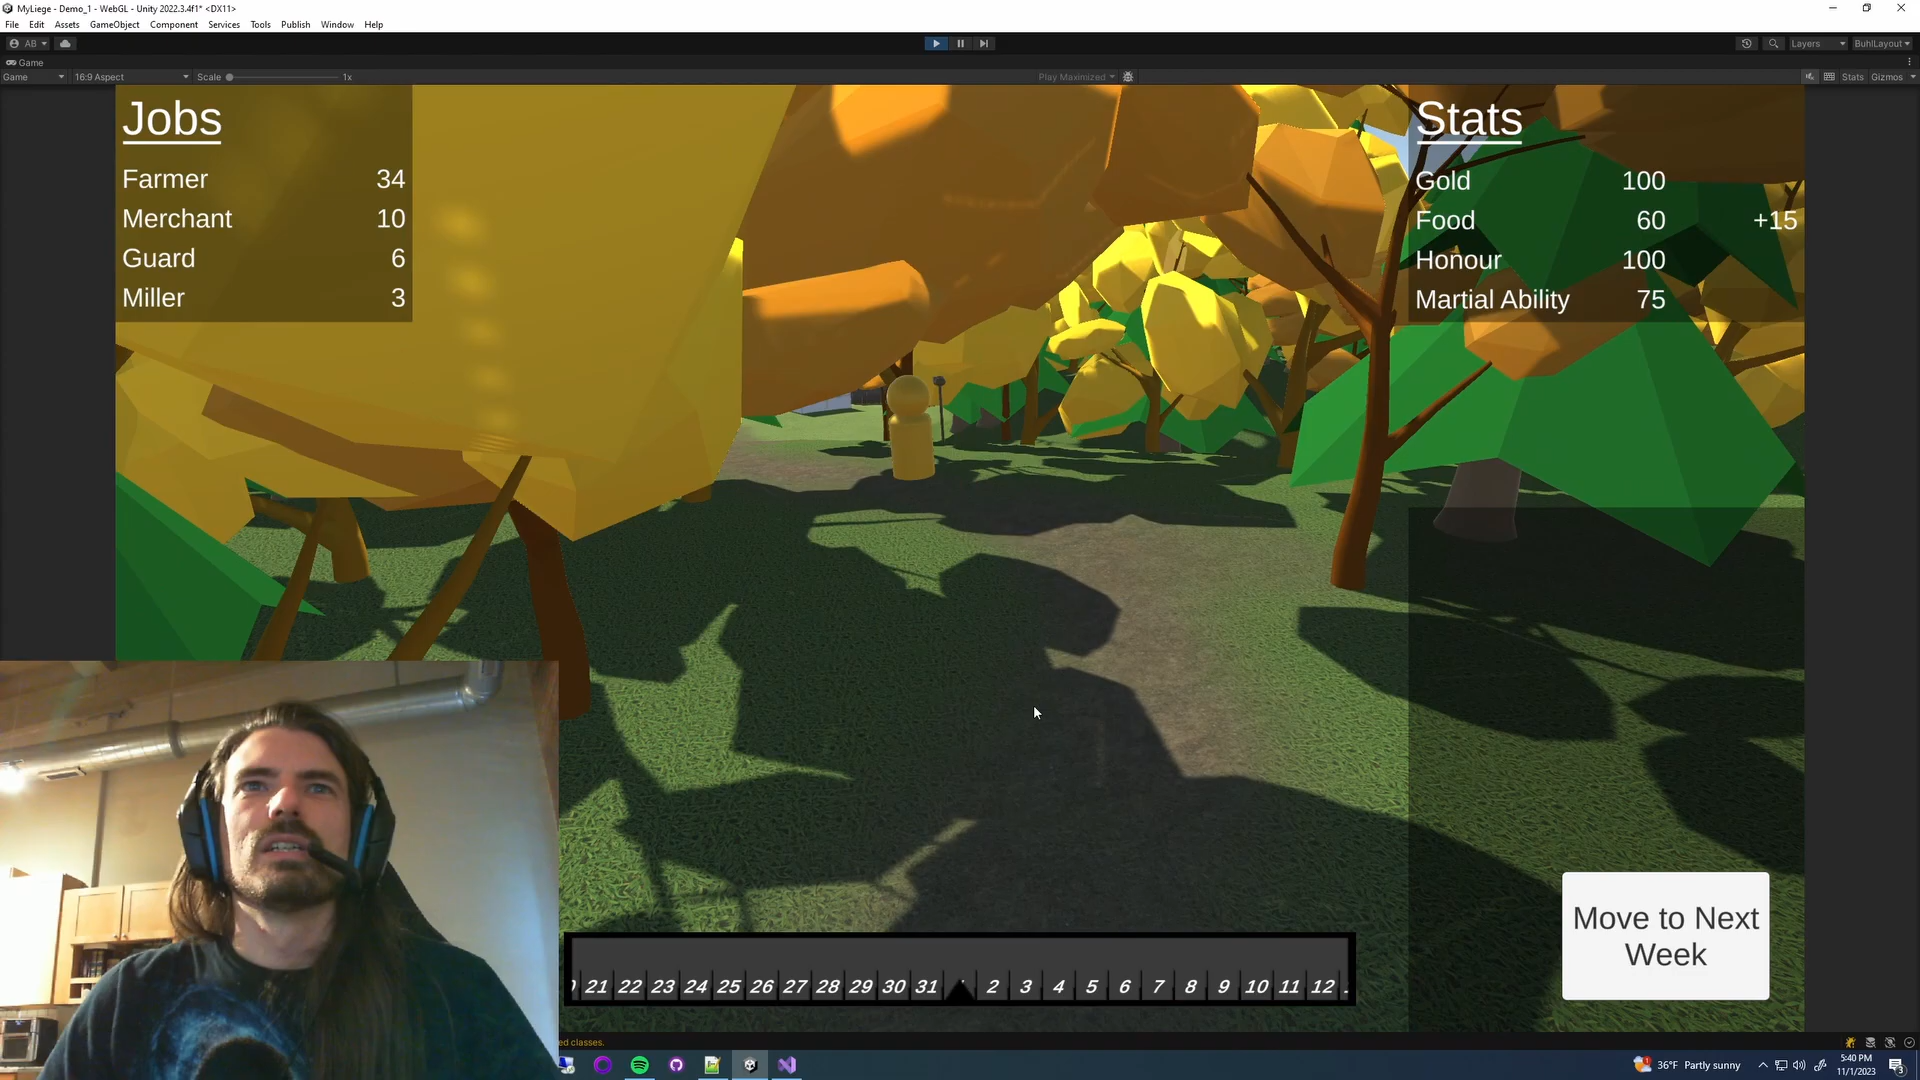 MyLiege - Demo_1 - WebGL - Unity 2022.3.4f1* <DX11>
File Edit Assets GameObject Component Services Tools Publish Window Help
AB Layers BuhlLayout
Game
Game 16:9 Aspect Scale 1x Play Maximized Stats Gizmos
Jobs
Farmer 34
Merchant 10
Guard 6
Miller 3
Stats
Gold 100
Food 60 +15
Honour 100
Martial Ability 75
Move to Next
Week
21 22 23 24 25 26 27 28 29 30 31 2 3 4 5 6 7 8 9 10 11 12
ed classes.
36°F Partly sunny
5:40 PM
11/1/2023